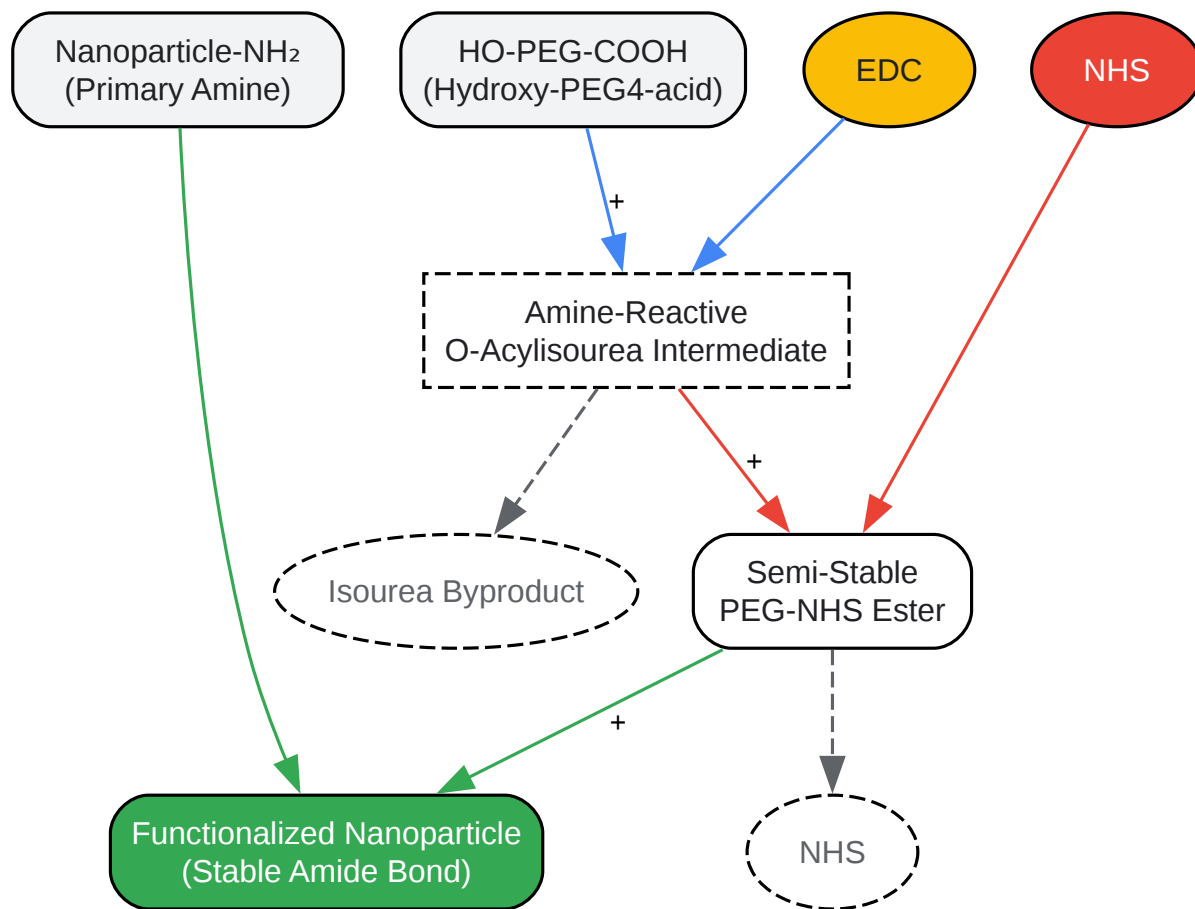 Nanoparticle-NH₂
(Primary Amine)
HO-PEG-COOH
(Hydroxy-PEG4-acid)
EDC
NHS
+
Amine-Reactive
O-Acylisourea Intermediate
+
Isourea Byproduct
Semi-Stable
PEG-NHS Ester
+
Functionalized Nanoparticle
(Stable Amide Bond)
NHS